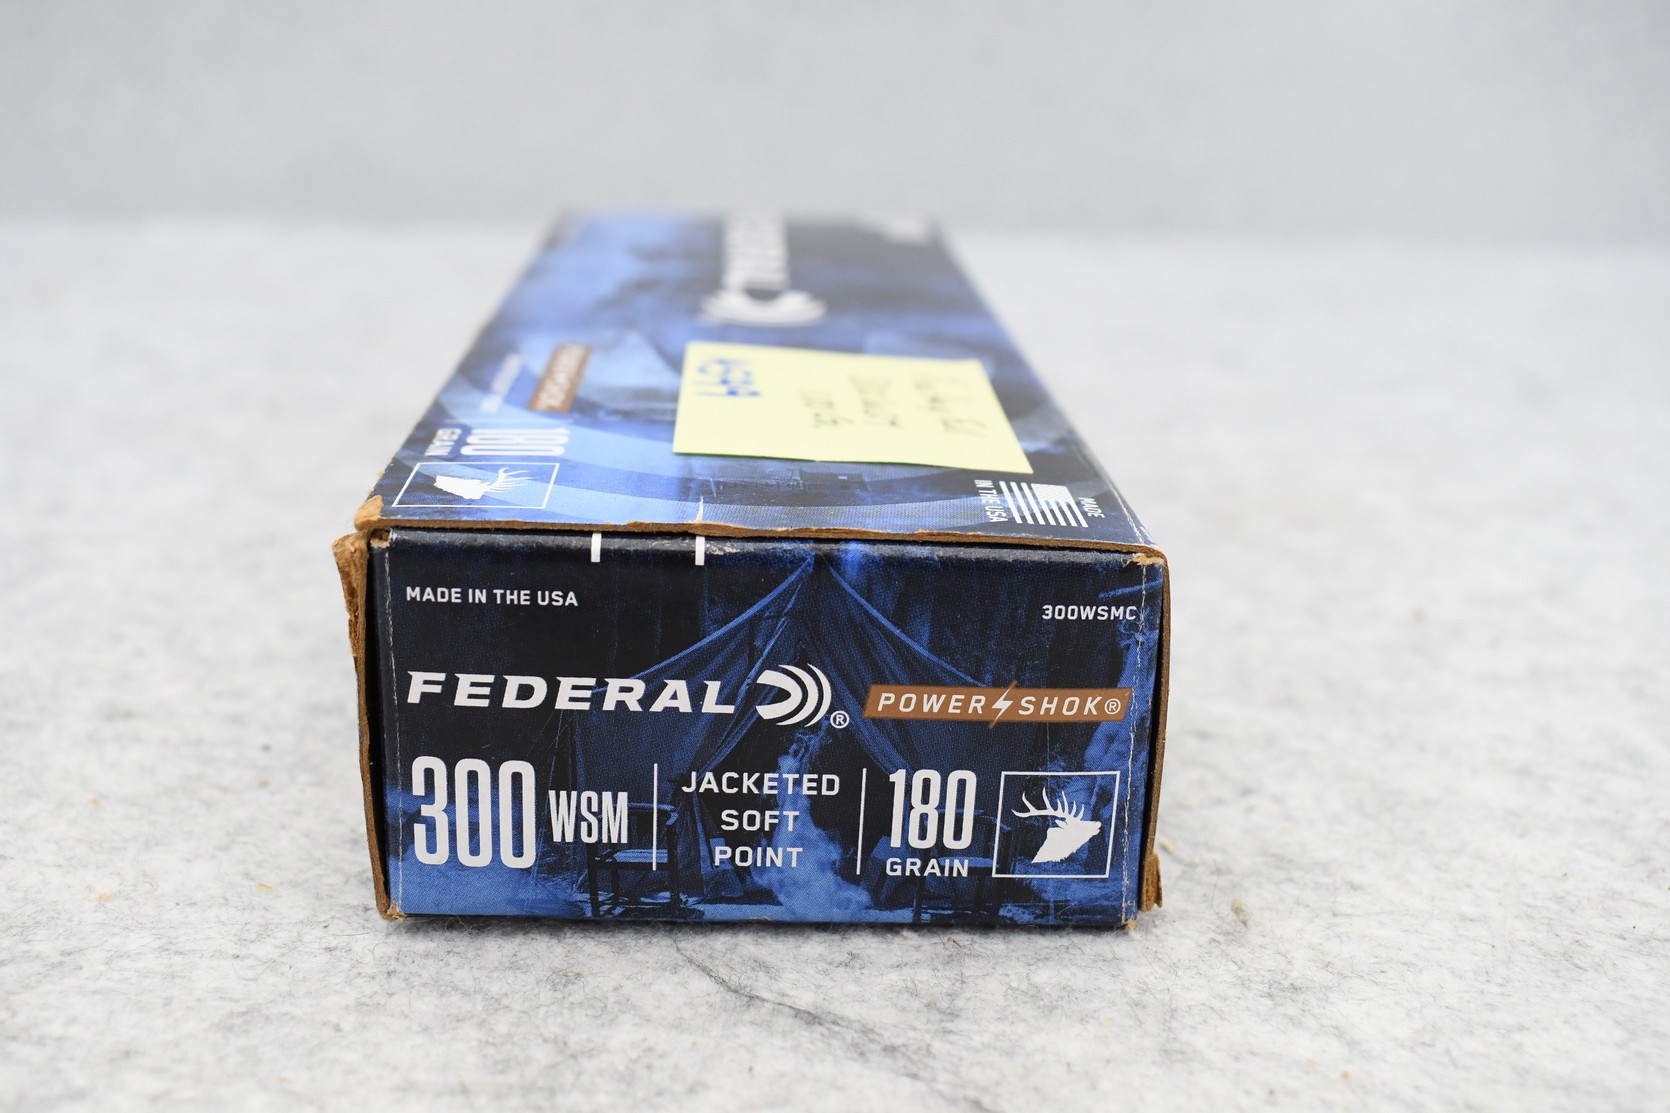 FEDERAL
180
GRAIN
MADE
IN THE USA
MADE IN THE USA
300WSMC
FEDERAL®
POWER SHOK®
300 WSM
JACKETED
SOFT
POINT
180
GRAIN